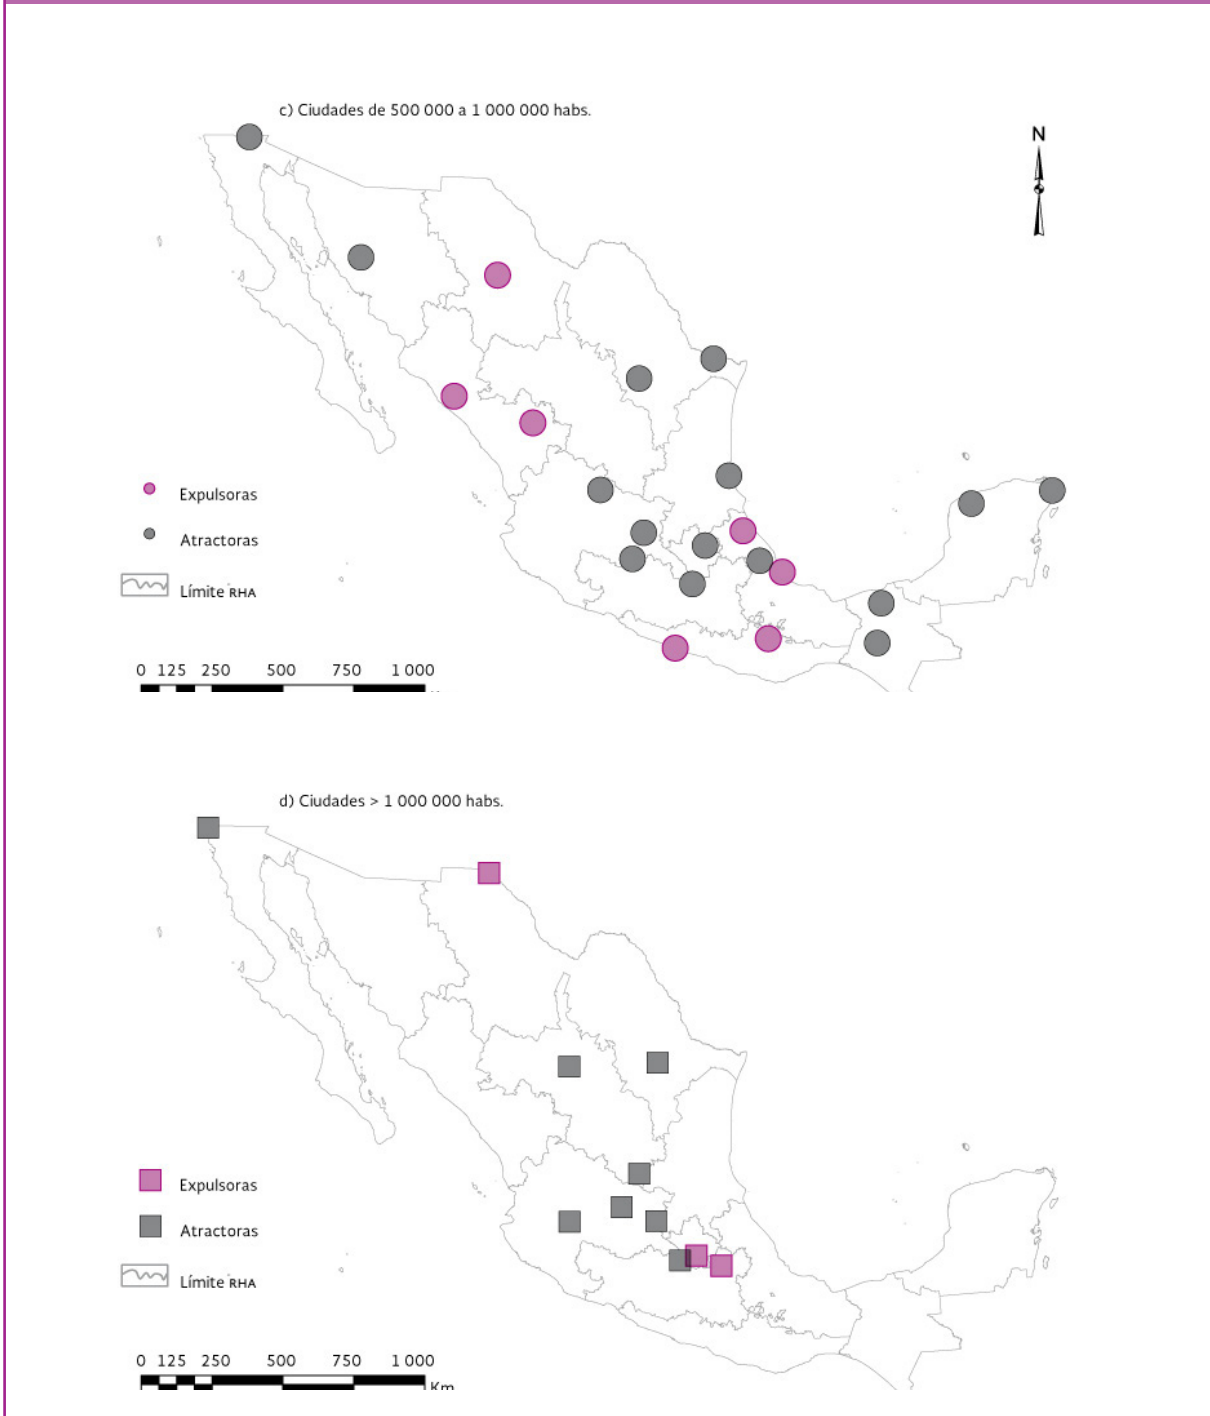 c) Ciudades de 500 000 a 1 000 000 habs.
N
Expulsoras
Atractoras
Límite RHA
0 125 250 500 750 1 000
d) Ciudades > 1 000 000 habs.
Expulsoras
Atractoras
Límite RHA
0 125 250 500 750 1 000
Km